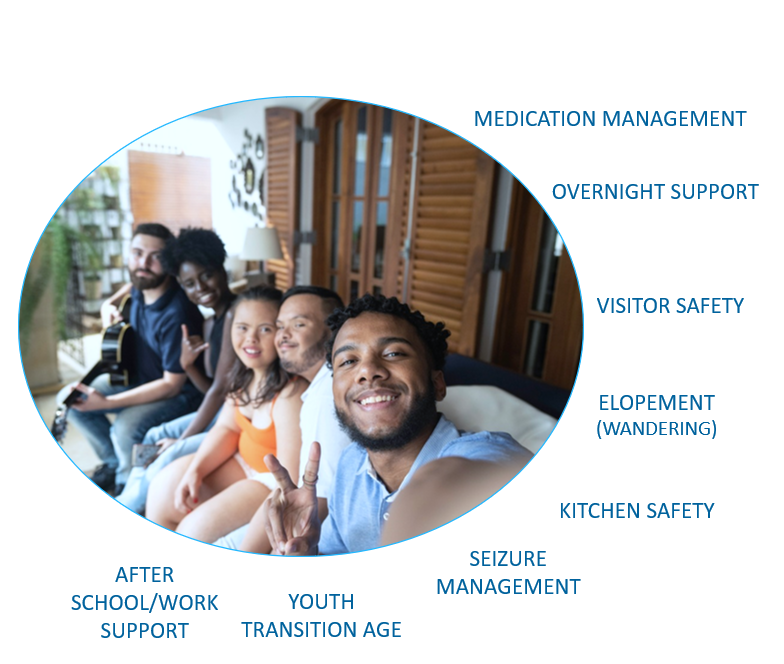 MEDICATION MANAGEMENT
OVERNIGHT SUPPORT
VISITOR SAFETY
ELOPEMENT
(WANDERING)
KITCHEN SAFETY
SEIZURE
MANAGEMENT
YOUTH
TRANSITION AGE
AFTER
SCHOOL/WORK
SUPPORT